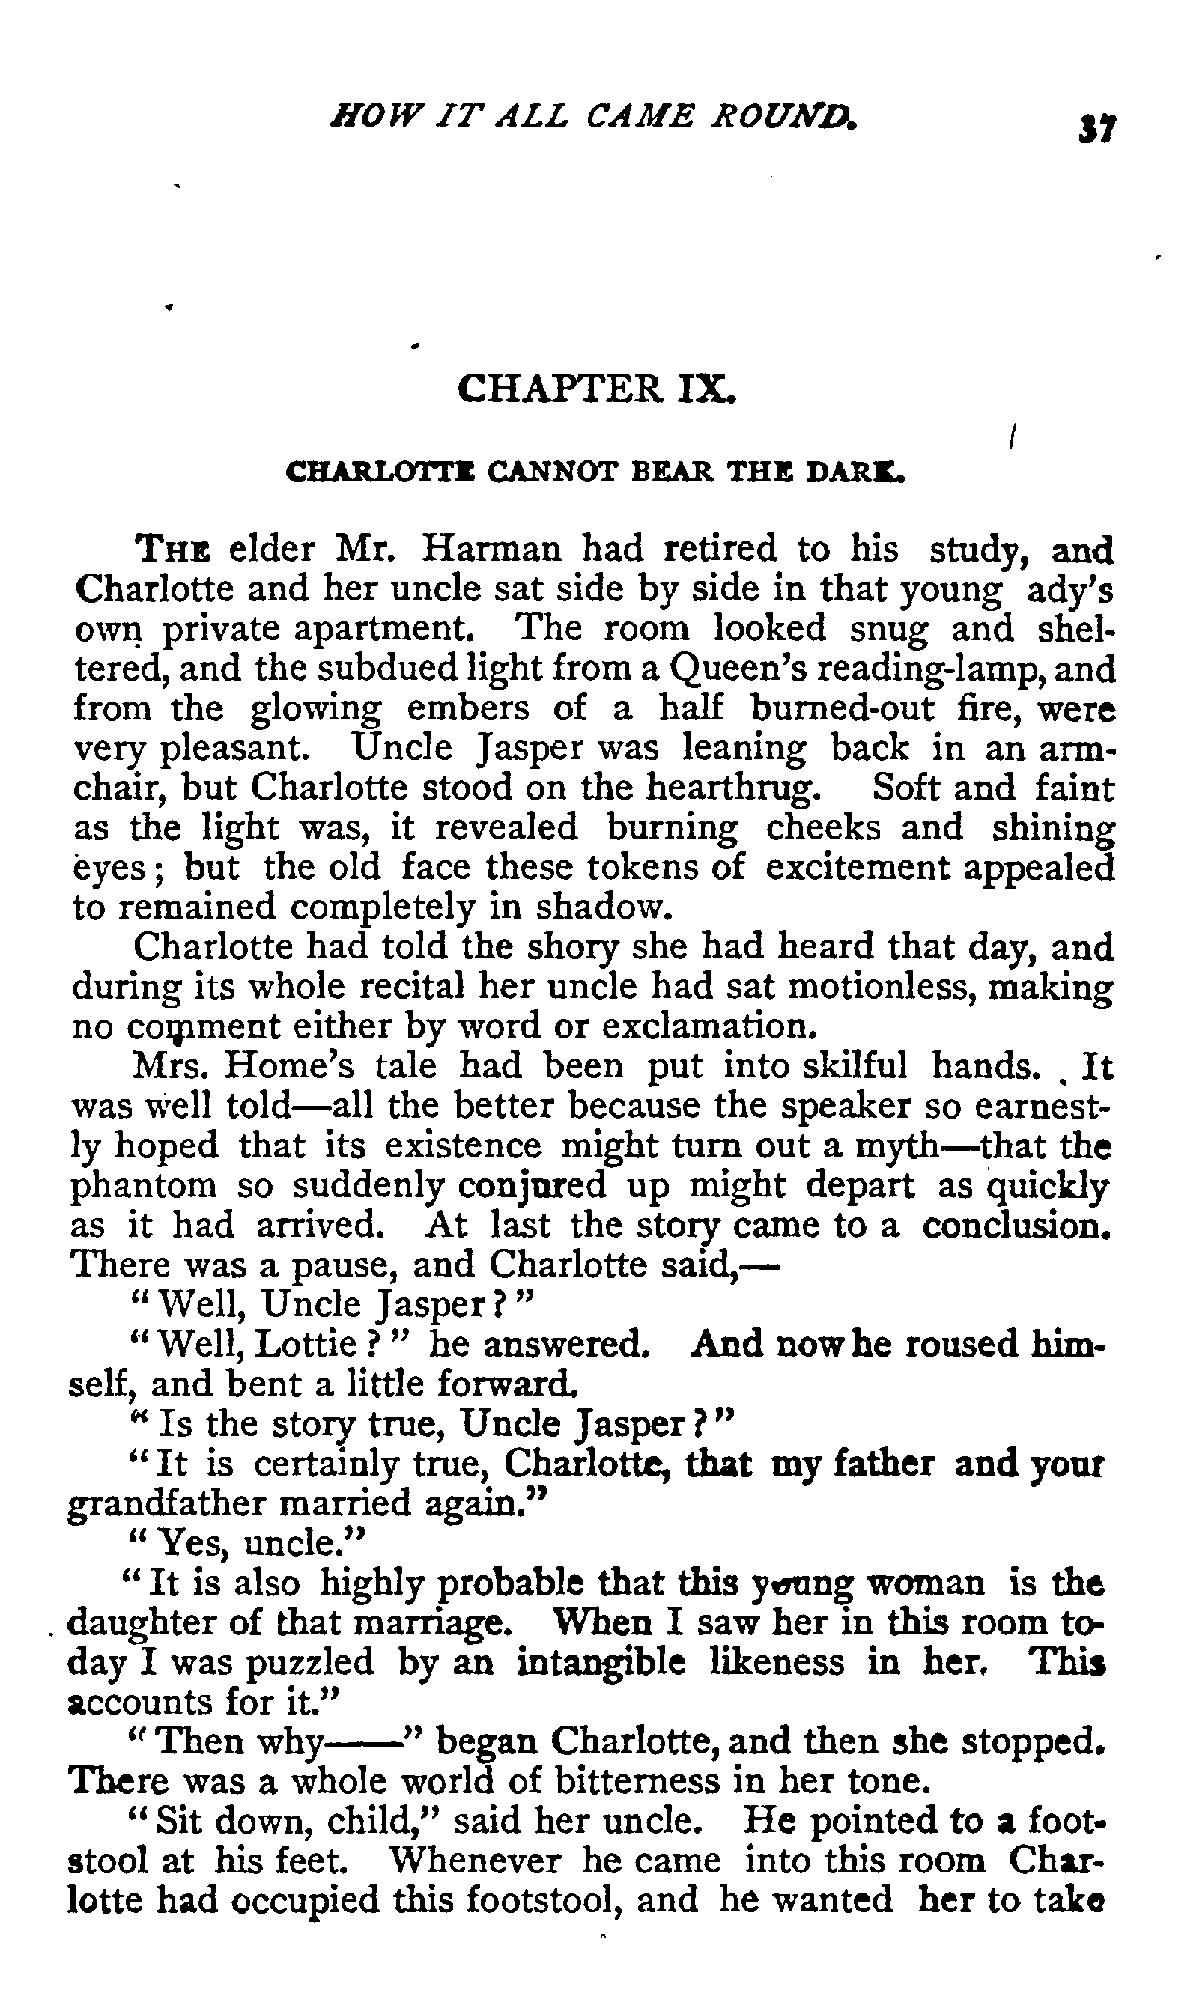 HOW IT ALL CAME ROUND.
37
CHAPTER IX.
CHARLOTTE CANNOT BEAR THE DARK.
THE elder Mr. Harman had retired to his study, and
Charlotte and her uncle sat side by side in that young ady's
own private apartment. The room looked snug and shel-
tered, and the subdued light from a Queen's reading-lamp, and
from the glowing embers of a half burned-out fire, were
very pleasant. Uncle Jasper was leaning back in an arm-
chair, but Charlotte stood on the hearthrug. Soft and faint
as the light was, it revealed burning cheeks and shining
eyes; but the old face these tokens of excitement appealed
to remained completely in shadow.
Charlotte had told the shory she had heard that day, and
during its whole recital her uncle had sat motionless, making
no comment either by word or exclamation.
Mrs. Home's tale had been put into skilful hands. It
was well told—all the better because the speaker so earnest-
ly hoped that its existence might turn out a myth—that the
phantom so suddenly conjured up might depart as quickly
as it had arrived. At last the story came to a conclusion.
There was a pause, and Charlotte said,—
"Well, Uncle Jasper?"
"Well, Lottie?" he answered. And now he roused him-
self, and bent a little forward.
"Is the story true, Uncle Jasper?"
"It is certainly true, Charlotte, that my father and your
grandfather married again."
"Yes, uncle."
"It is also highly probable that this young woman is the
daughter of that marriage. When I saw her in this room to-
day I was puzzled by an intangible likeness in her. This
accounts for it."
"Then why——" began Charlotte, and then she stopped.
There was a whole world of bitterness in her tone.
"Sit down, child," said her uncle. He pointed to a foot-
stool at his feet. Whenever he came into this room Char-
lotte had occupied this footstool, and he wanted her to take